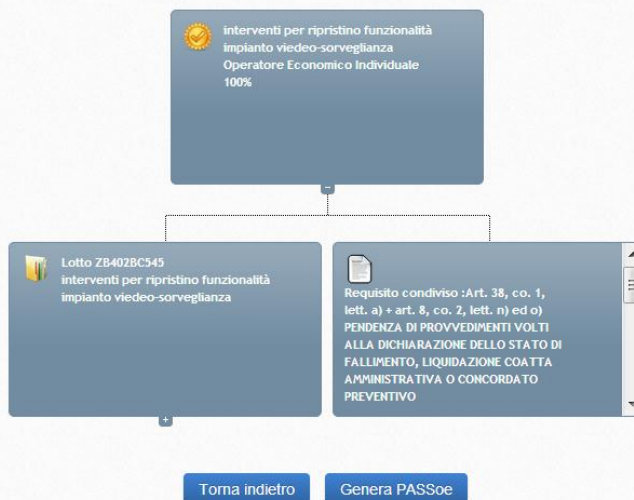 interventi per ripristino funzionalità
impianto viedeo-sorveglianza
Operatore Economico Individuale
100%
Lotto ZB402BC545
interventi per ripristino funzionalità
impianto viedeo-sorveglianza
Requisito condiviso :Art. 38, co. 1,
lett. a) + art. 8, co. 2, lett. n) ed o)
PENDENZA DI PROVVEDIMENTI VOLTI
ALLA DICHIARAZIONE DELLO STATO DI
FALLIMENTO, LIQUIDAZIONE COATTA
AMMINISTRATIVA O CONCORDATO
PREVENTIVO
Torna indietro
Genera PASSoe